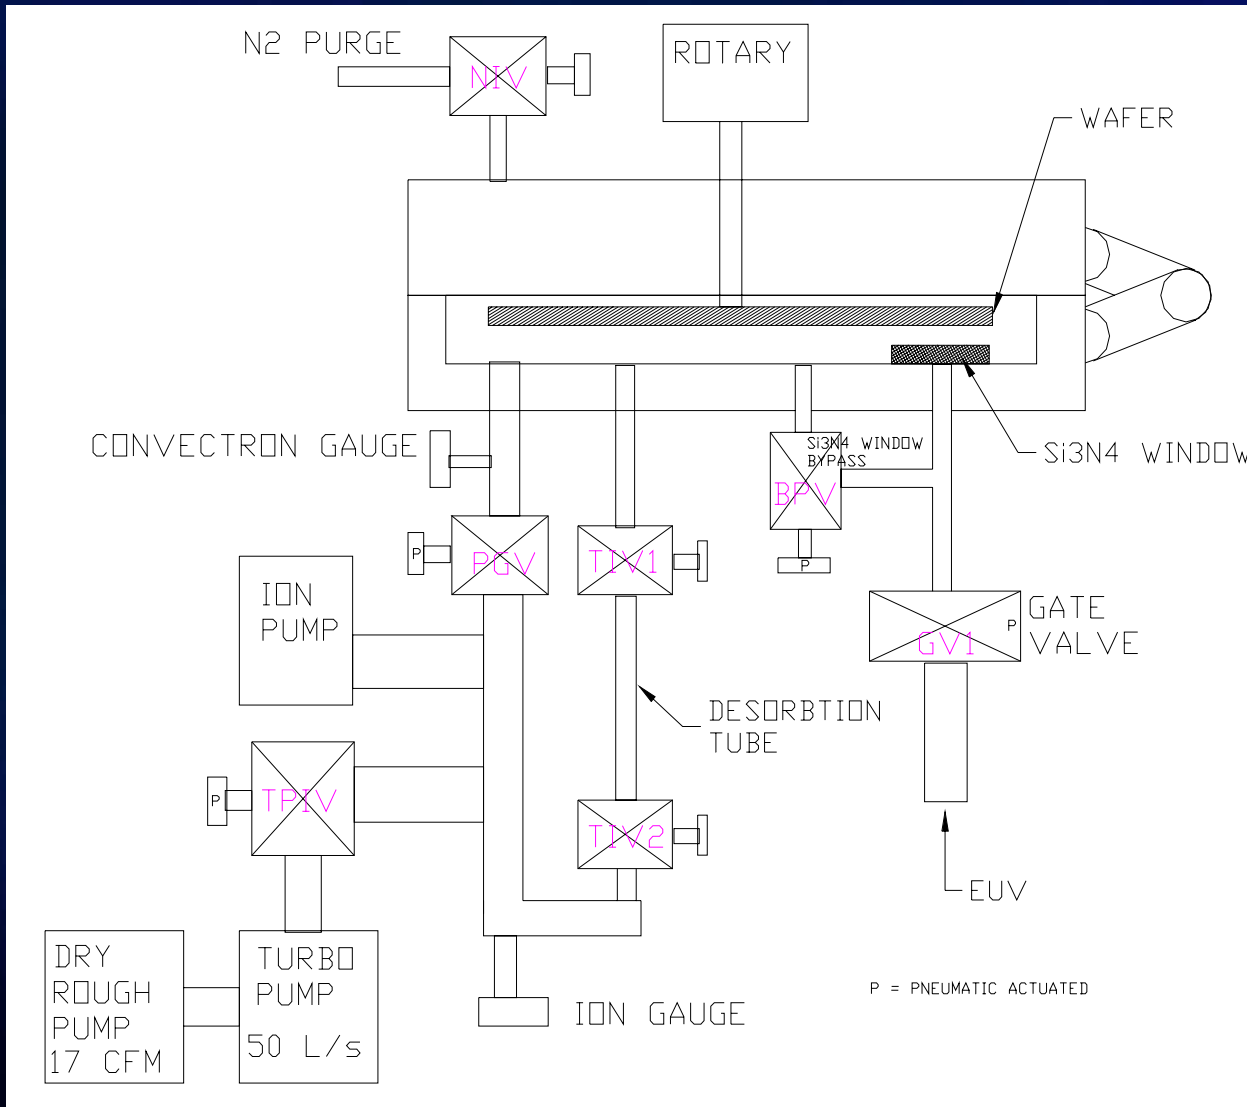 N2 PURGE
NIV
ROTARY
WAFER
CONVECTRON GAUGE
Si3N4 WINDOW
BYPASS
BPV
P
Si3N4 WINDOW
P
PGV
TIV1
ION
PUMP
GATE
VALVE
P
GV1
DESORBTION
TUBE
P
TPIV
TIV2
EUV
DRY
ROUGH
PUMP
17 CFM
TURBO
PUMP
50 L/s
ION GAUGE
P = PNEUMATIC ACTUATED